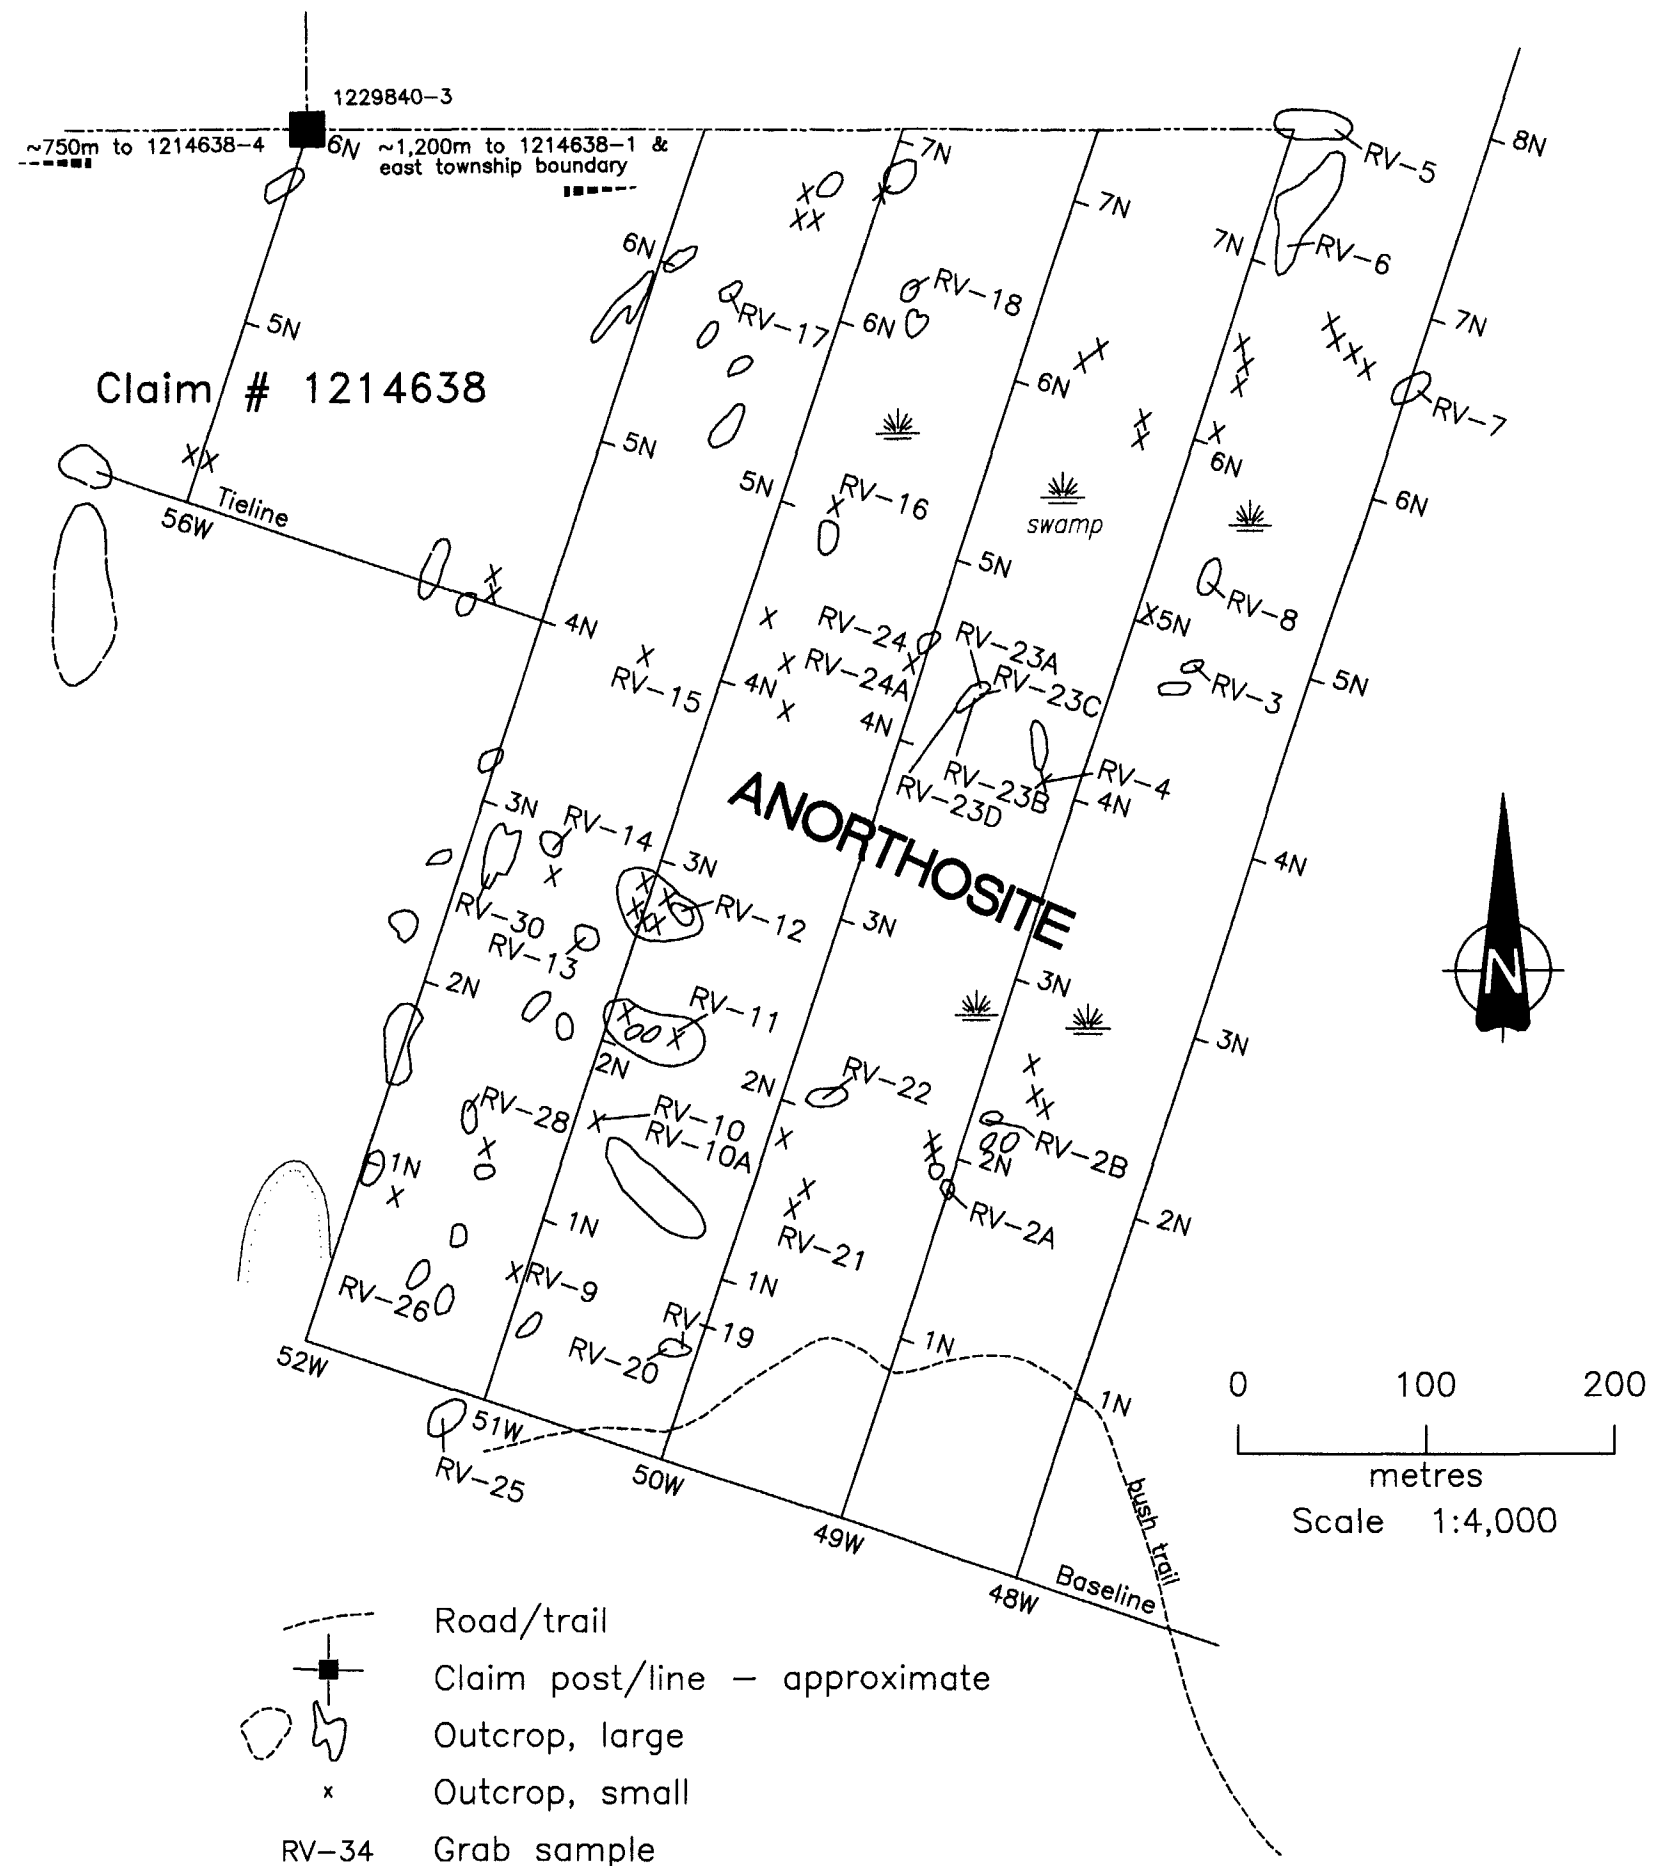 1229840-3
~750m to 1214638-4
6N
~1,200m to 1214638-1 &
east township boundary
7N
8N
RV-5
7N
6N
7N
RV-6
RV-18
5N
RV-17
6N
7N
6N
Claim # 1214638
RV-7
5N
6N
5N
RV-16
6N
Tieline
56W
swamp
5N
RV-8
4N
RV-24
RV-23A
5N
RV-15
4N
RV-24A
RV-23C
RV-3
5N
4N
RV-23B
RV-4
RV-23D
4N
ANORTHOSITE
3N
RV-14
3N
4N
RV-30
RV-12
3N
RV-13
2N
3N
RV-11
3N
2N
2N
RV-22
RV-28
RV-10
RV-10A
RV-2B
1N
2N
RV-2A
2N
1N
RV-21
RV-9
1N
RV-26
RV-19
1N
RV-20
52W
N
0 100 200
metres
Scale 1:4,000
1N
51W
RV-25
50W
bush trail
49W
48W
Baseline
Road/trail
Claim post/line - approximate
Outcrop, large
x Outcrop, small
RV-34 Grab sample